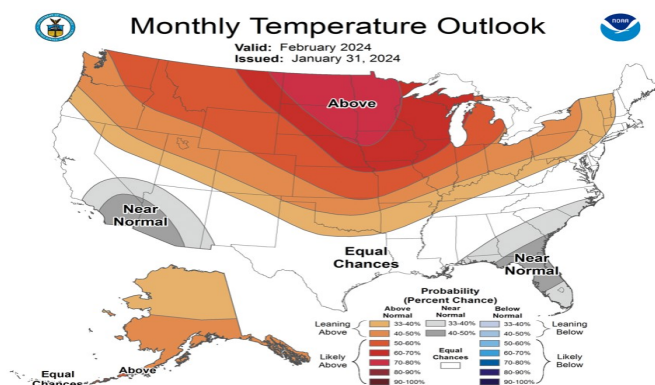 Monthly Temperature Outlook
NOAA
Valid: February 2024
Issued: January 31, 2024
Above
Near
Normal
Equal
Chances
Near
Normal
Above
Equal
Chances
Probability
(Percent Chance)
Above
Normal
Near
Normal
Below
Normal
Leaning
Above
33-40%
33-40%
33-40%
Leaning
Below
40-50%
40-50%
40-50%
Likely
Above
50-60%
50-60%
Likely
Below
60-70%
Equal
Chances
60-70%
70-80%
70-80%
80-90%
80-90%
90-100%
90-100%